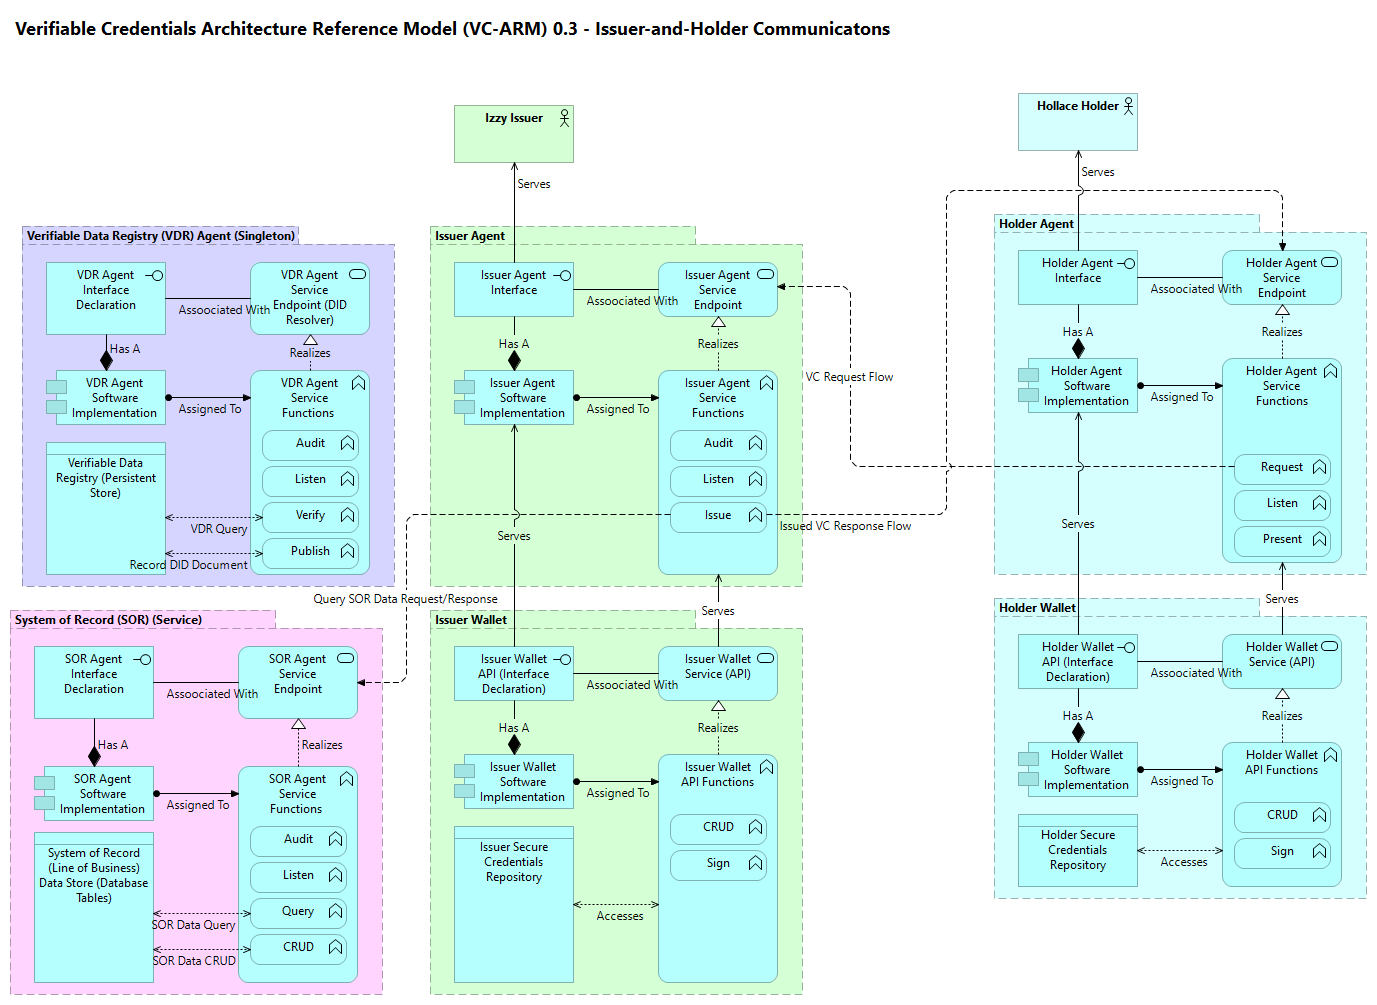 Verifiable Credentials Architecture Reference Model (VC-ARM) 0.3 - Issuer-and-Holder Communicatons
Izzy Issuer
Hollace Holder
Serves
Serves
Verifiable Data Registry (VDR) Agent (Singleton)
VDR Agent
Interface
Declaration
VDR Agent
Service
Endpoint (DID
Resolver)
Assoociated With
Has A
Realizes
VDR Agent
Software
Implementation
Assigned To
VDR Agent
Service
Functions
Audit
Listen
Verify
Publish
Verifiable Data
Registry (Persistent
Store)
VDR Query
Record DID Document
Issuer Agent
Issuer Agent
Interface
Issuer Agent
Service
Endpoint
Assoociated With
Has A
Realizes
Issuer Agent
Software
Implementation
Assigned To
Issuer Agent
Service
Functions
Audit
Listen
Issue
Serves
VC Request Flow
Issued VC Response Flow
Holder Agent
Holder Agent
Interface
Holder Agent
Service
Endpoint
Assoociated With
Has A
Realizes
Holder Agent
Software
Implementation
Assigned To
Holder Agent
Service
Functions
Request
Listen
Present
Serves
Query SOR Data Request/Response
Serves
Serves
System of Record (SOR) (Service)
SOR Agent
Interface
Declaration
SOR Agent
Service
Endpoint
Assoociated With
Has A
Realizes
SOR Agent
Software
Implementation
Assigned To
SOR Agent
Service
Functions
Audit
Listen
Query
CRUD
System of Record
(Line of Business)
Data Store (Database
Tables)
SOR Data Query
SOR Data CRUD
Issuer Wallet
Issuer Wallet
API (Interface
Declaration)
Issuer Wallet
Service (API)
Assoociated With
Has A
Realizes
Issuer Wallet
Software
Implementation
Assigned To
Issuer Wallet
API Functions
CRUD
Sign
Issuer Secure
Credentials
Repository
Accesses
Holder Wallet
Holder Wallet
API (Interface
Declaration)
Holder Wallet
Service (API)
Assoociated With
Has A
Realizes
Holder Wallet
Software
Implementation
Assigned To
Holder Wallet
API Functions
CRUD
Sign
Holder Secure
Credentials
Repository
Accesses